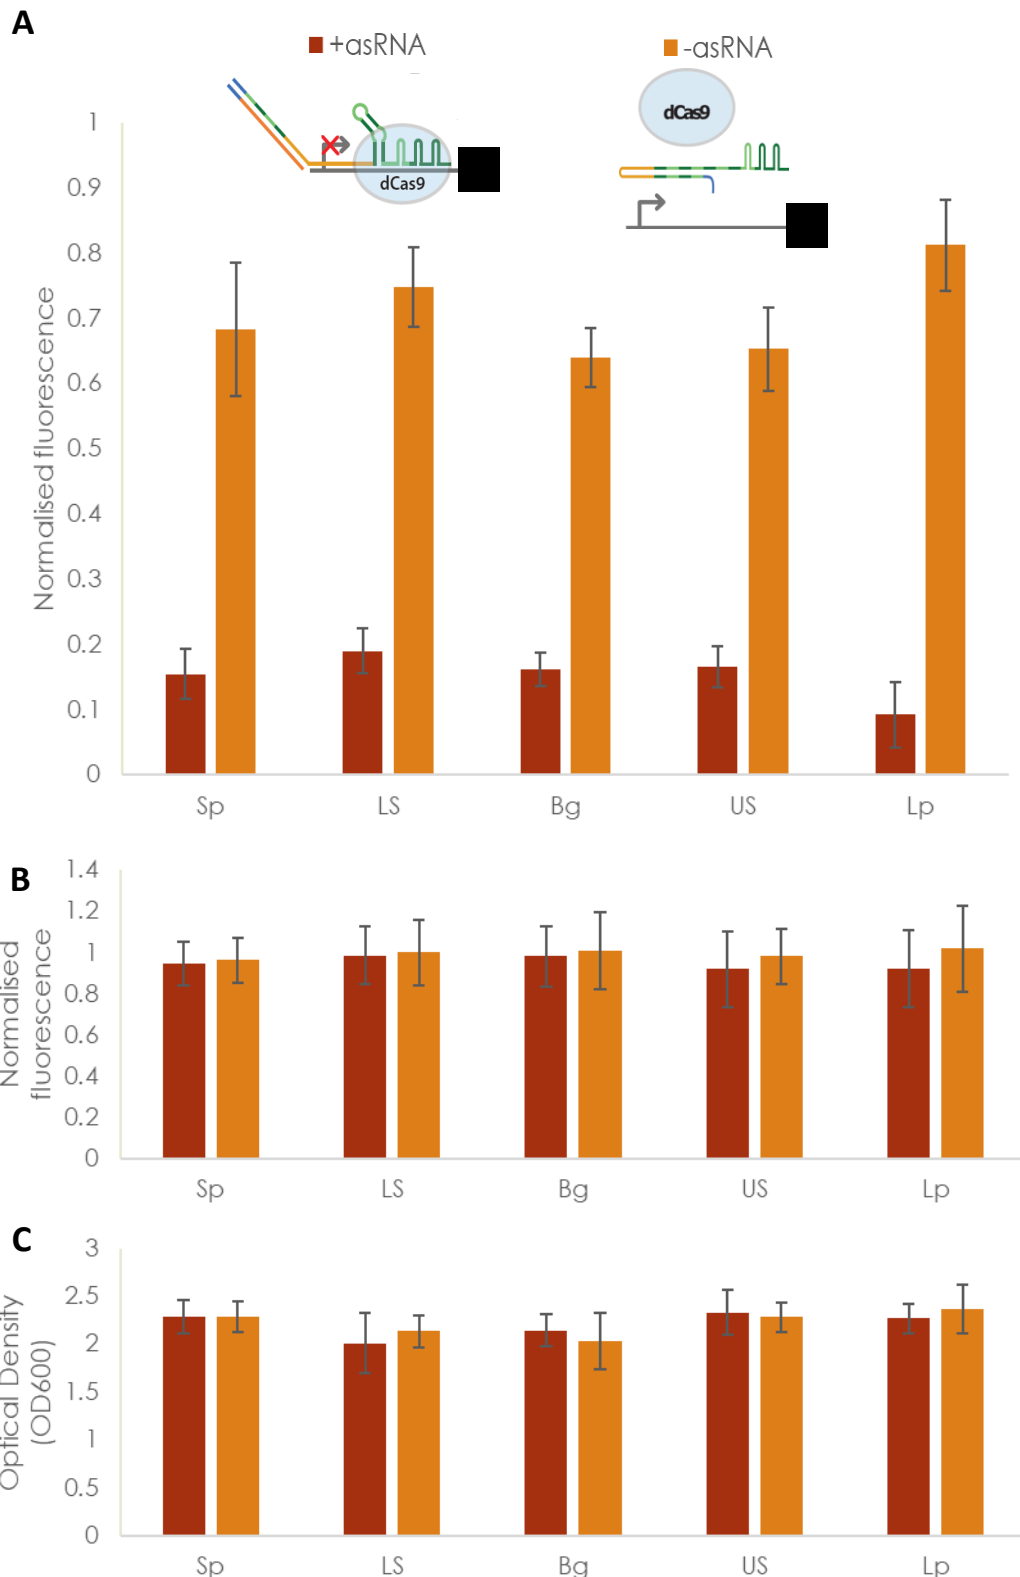 A
+asRNA
-asRNA
dCas9
dCas9
Normalised fluorescence
1
0.9
0.8
0.7
0.6
0.5
0.4
0.3
0.2
0.1
0
Sp LS Bg US Lp
B
Normalised
fluorescence
1.4
1.2
1
0.8
0.6
0.4
0.2
0
Sp LS Bg US Lp
C
Optical Density
(OD600)
3
2.5
2
1.5
1
0.5
0
Sp LS Bg US Lp